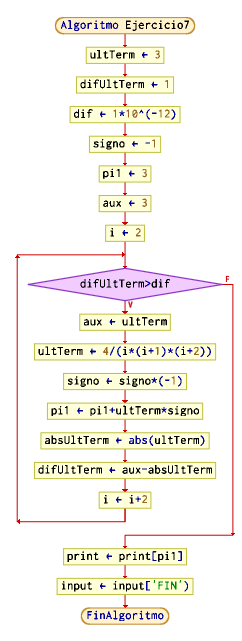 Algoritmo Ejercicio7
ultTerm ← 3
difUltTerm ← 1
dif ← 1*10^(-12)
signo ← -1
pi1 ← 3
aux ← 3
i ← 2
difUltTerm>dif
F
V
aux ← ultTerm
ultTerm ← 4/(i*(i+1)*(i+2))
signo ← signo*(-1)
pi1 ← pi1+ultTerm*signo
absUltTerm ← abs(ultTerm)
difUltTerm ← aux-absUltTerm
i ← i+2
print ← print[pi1]
input ← input['FIN')
FinAlgoritmo